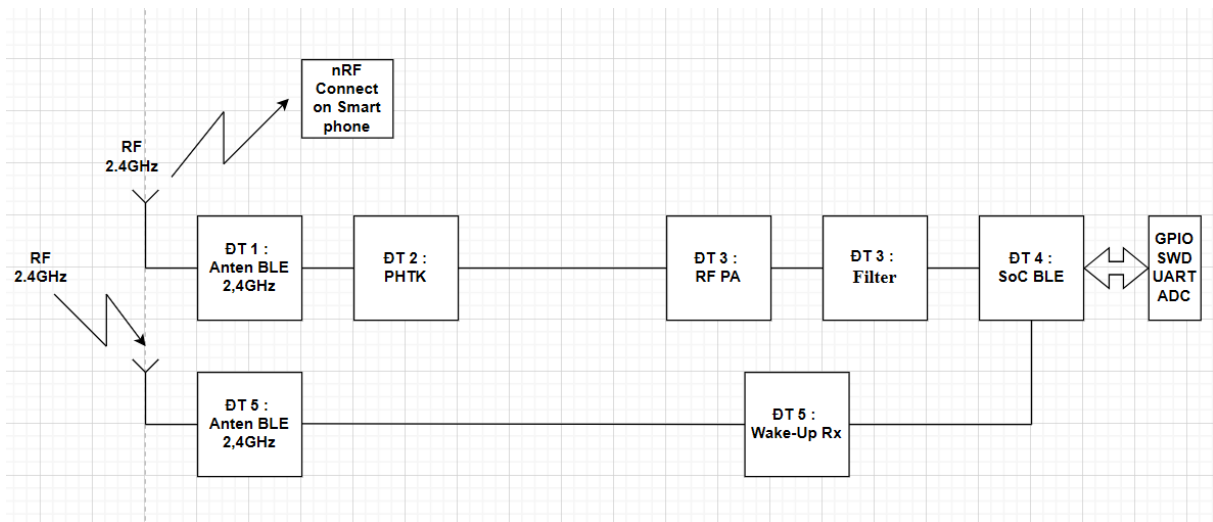 nRF
Connect
on Smart
phone
RF
2.4GHz
ĐT 1 :
Anten BLE
2,4GHz
ĐT 2 :
PHTK
ĐT 3 :
RF PA
ĐT 3 :
Filter
ĐT 4 :
SoC BLE
GPIO
SWD
UART
ADC
RF
2.4GHz
ĐT 5 :
Anten BLE
2,4GHz
ĐT 5 :
Wake-Up Rx